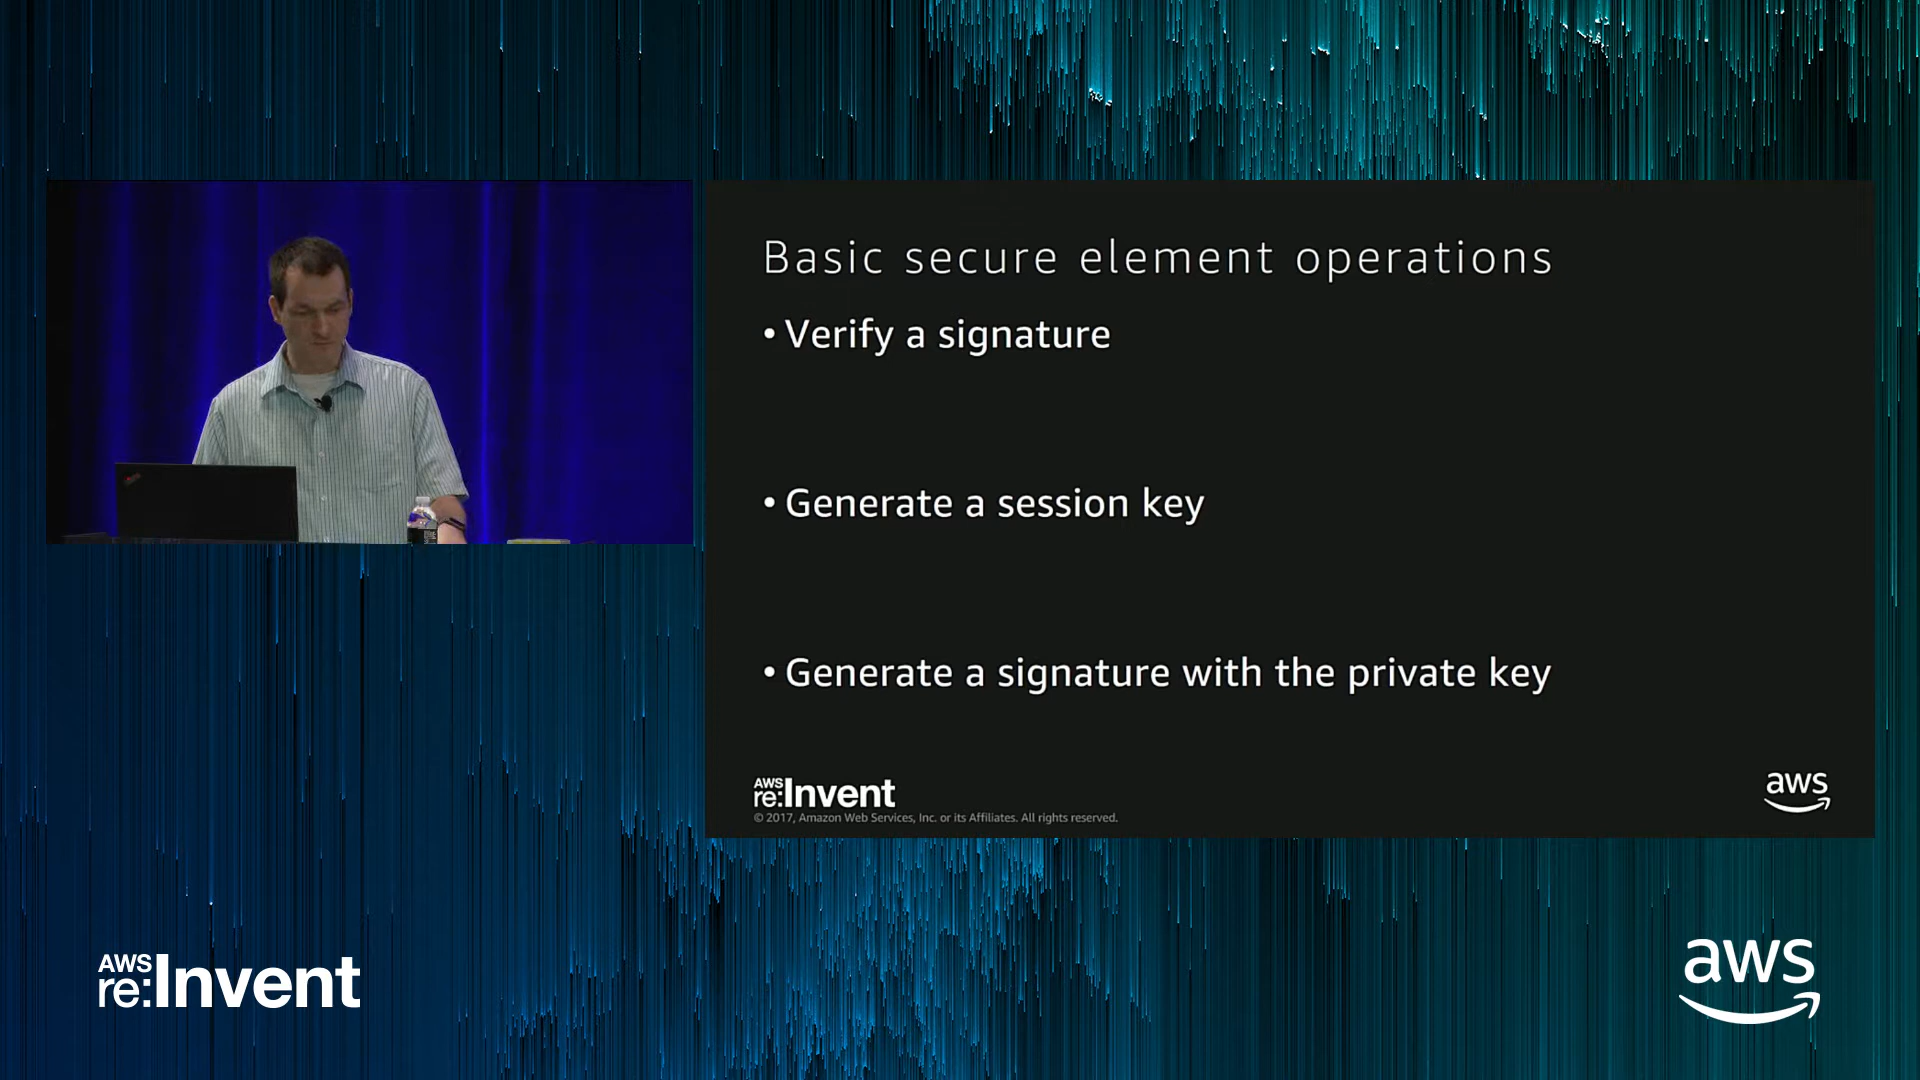 Basic secure element operations
• Verify a signature
• Generate a session key
• Generate a signature with the private key
AWS
re:Invent
© 2017, Amazon Web Services, Inc. or its Affiliates. All rights reserved.
aws
AWS
re:Invent
aws